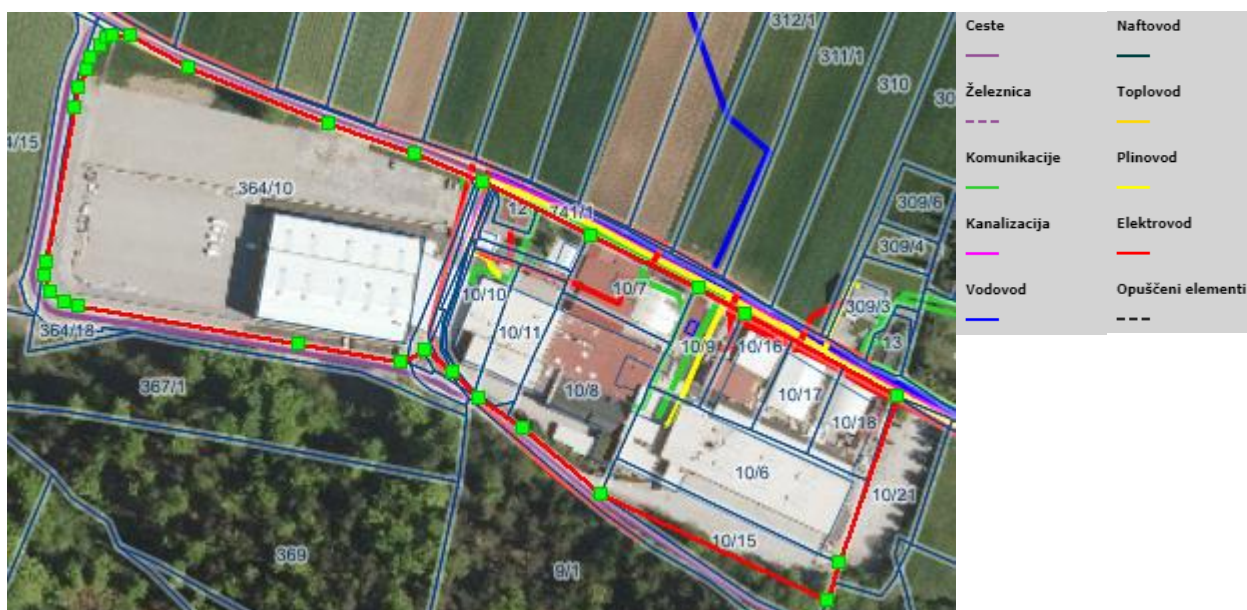 312/1
311/1
310
30
4/15
364/10
12
741/1
309/6
309/4
10/10
10/7
309/3
10/11
10/9
10/16
13
364/18
367/1
10/8
10/17
10/18
10/6
10/21
369
10/15
9/1
Ceste
Naftovod
Železnica
Toplovod
Komunikacije
Plinovod
Kanalizacija
Elektrovod
Vodovod
Opuščeni elementi